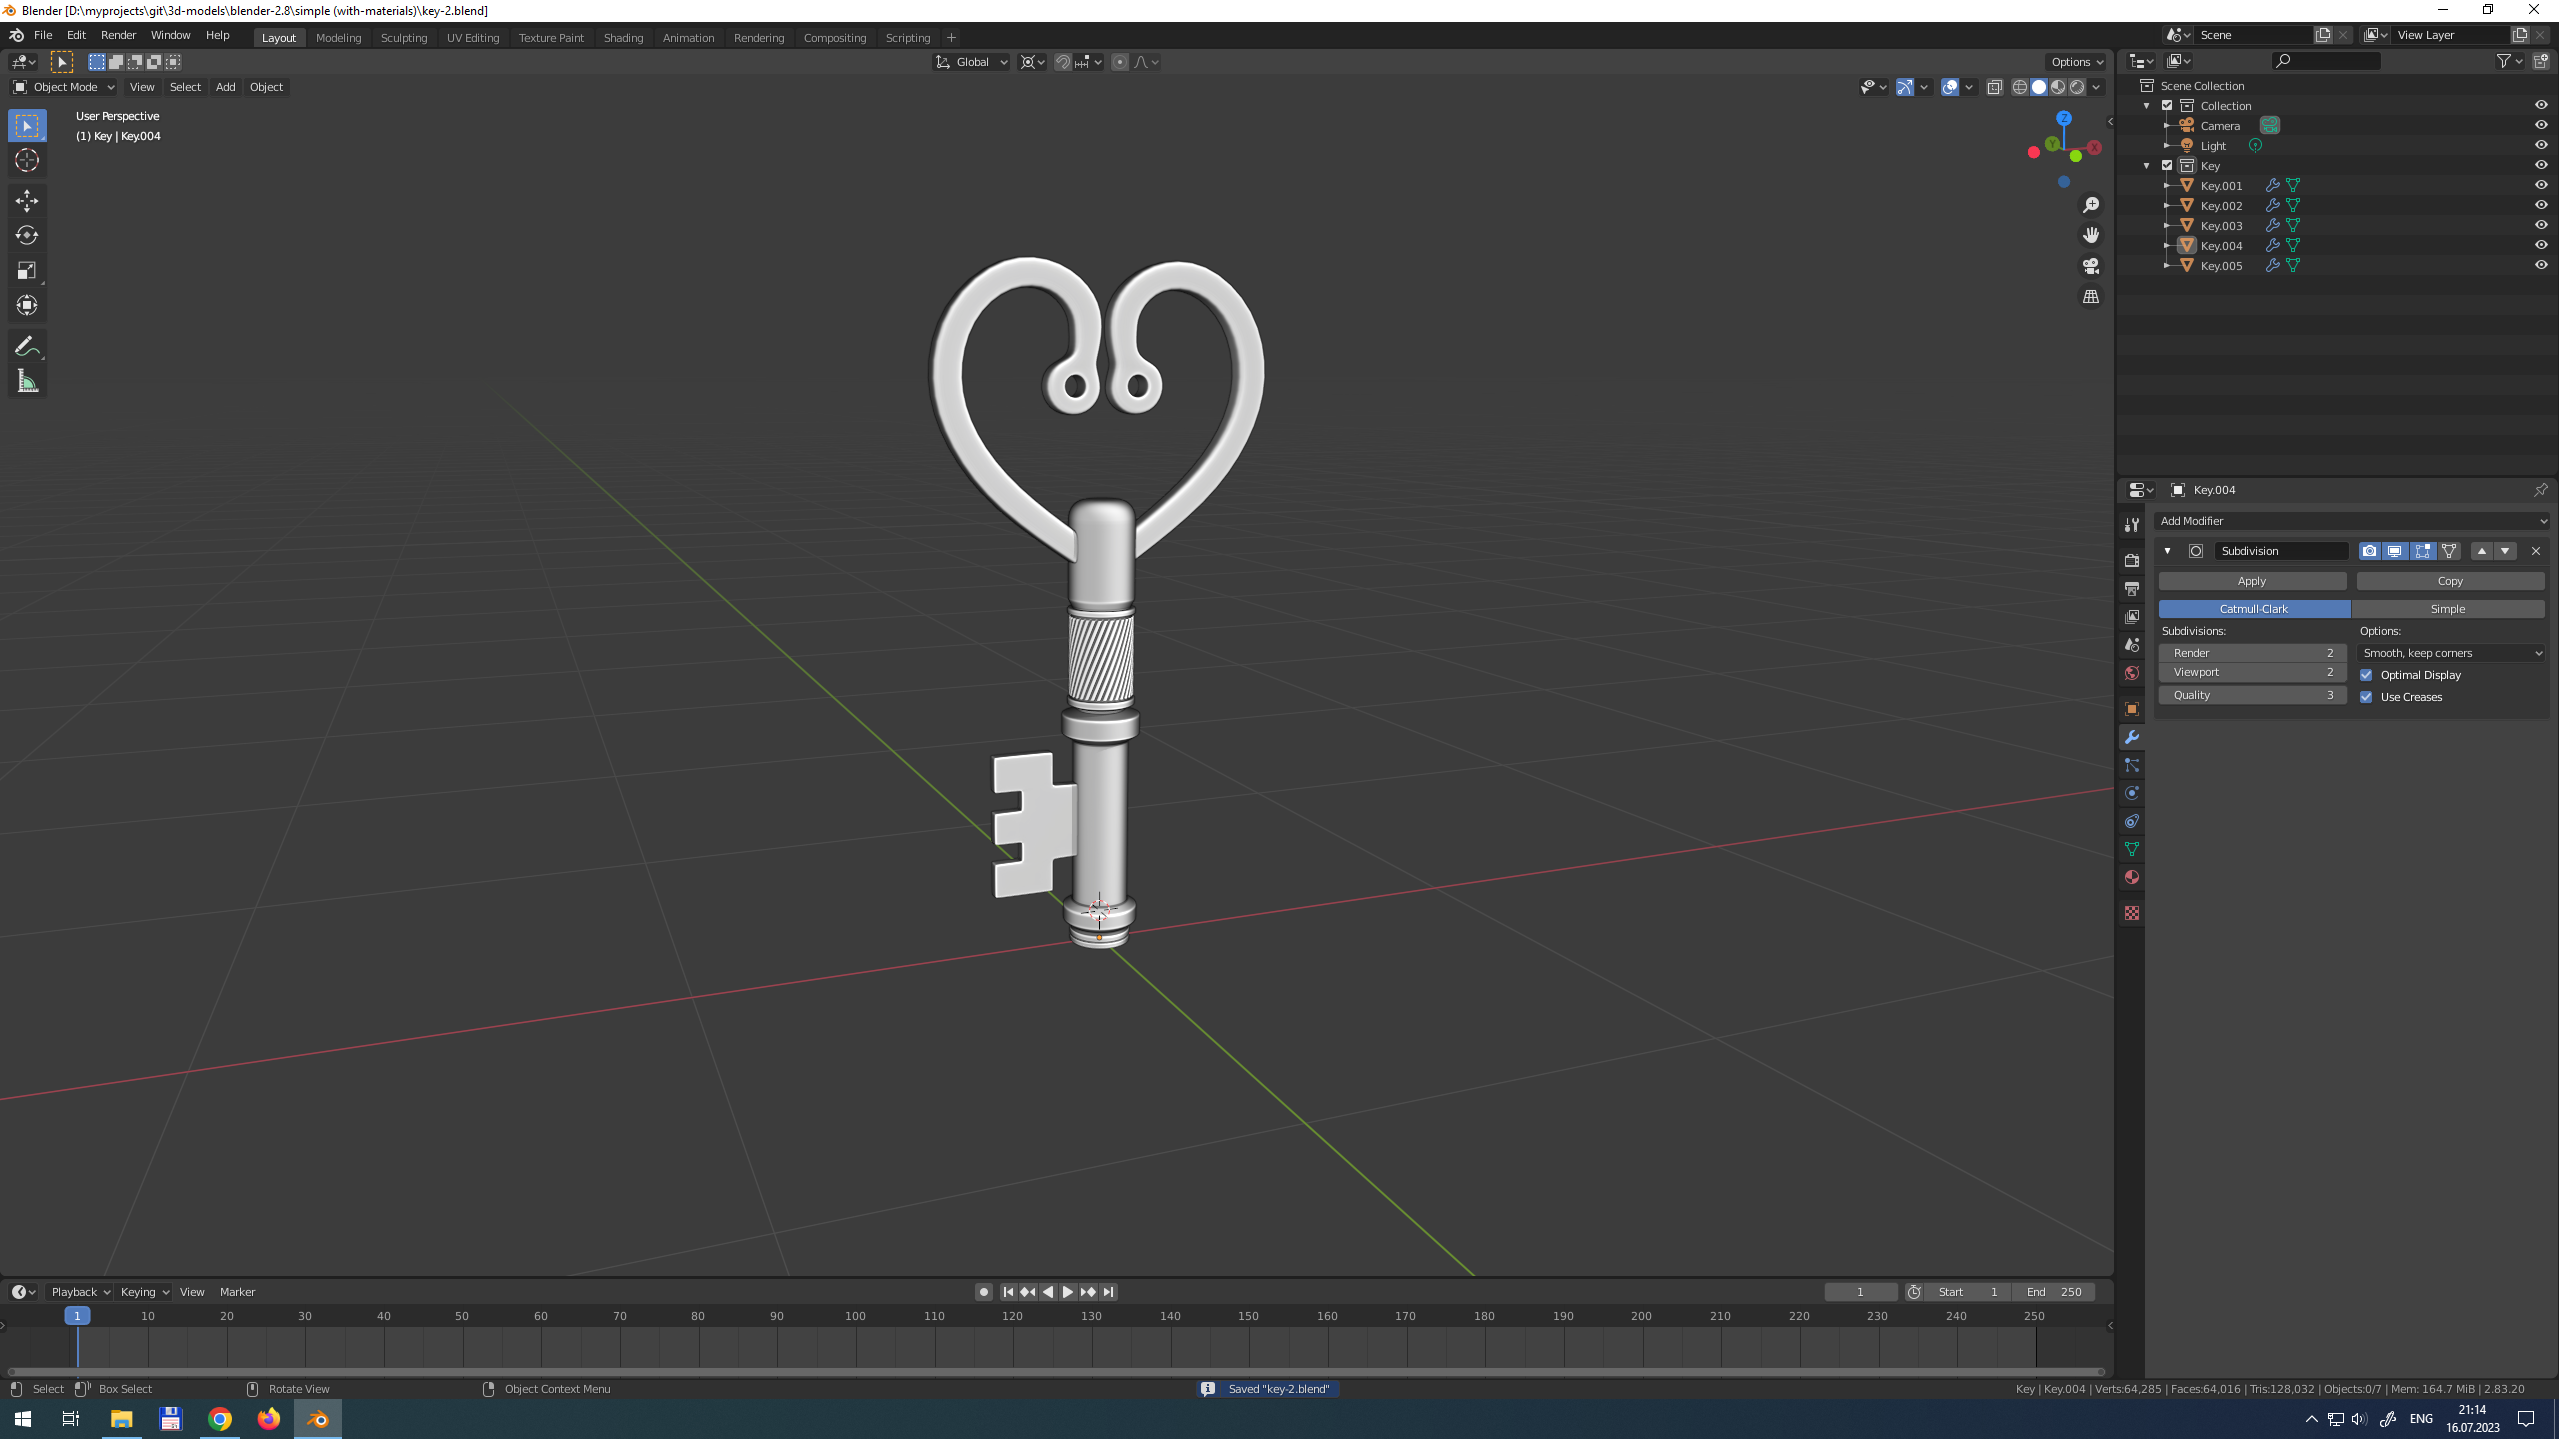 Blender [D:\myprojects\git\3d-models\blender-2.8\simple (with-materials)\key-2.blend]
File Edit Render Window Help Layout Modeling Sculpting UV Editing Texture Paint Shading Animation Rendering Compositing Scripting + Scene View Layer
Global Options
Object Mode View Select Add Object
User Perspective
(1) Key | Key.004
Z
Y
X
Scene Collection
Collection
Camera
Light
Key
Key.001
Key.002
Key.003
Key.004
Key.005
Key.004
Add Modifier
Subdivision
Apply Copy
Catmull-Clark Simple
Subdivisions: Options:
Render 2 Smooth, keep corners
Viewport 2 Optimal Display
Quality 3 Use Creases
Playback Keying View Marker 1 Start 1 End 250
1 10 20 30 40 50 60 70 80 90 100 110 120 130 140 150 160 170 180 190 200 210 220 230 240 250
Select Box Select Rotate View Object Context Menu Saved "key-2.blend" Key | Key.004 | Verts:64,285 | Faces:64,016 | Tris:128,032 | Objects:0/7 | Mem: 164.7 MiB | 2.83.20
ENG
21:14
16.07.2023